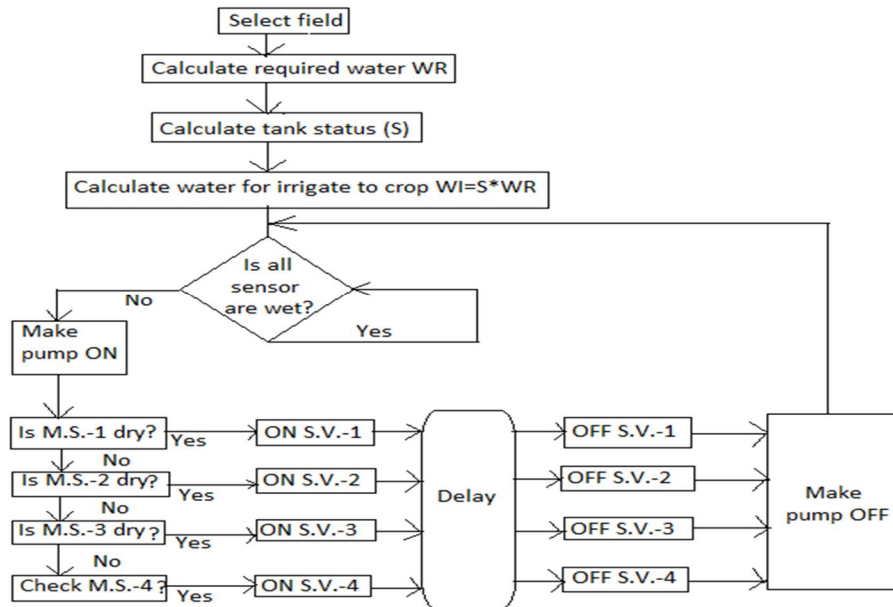 Select field
Calculate required water WR
Calculate tank status (S)
Calculate water for irrigate to crop WI=S*WR
Is all
sensor
are wet?
No
Yes
Make
pump ON
Is M.S.-1 dry?
Yes
ON S.V.-1
OFF S.V.-1
No
Is M.S.-2 dry?
Yes
ON S.V.-2
OFF S.V.-2
No
Is M.S.-3 dry?
Yes
ON S.V.-3
OFF S.V.-3
No
Check M.S.-4?
Yes
ON S.V.-4
OFF S.V.-4
Delay
Make
pump OFF